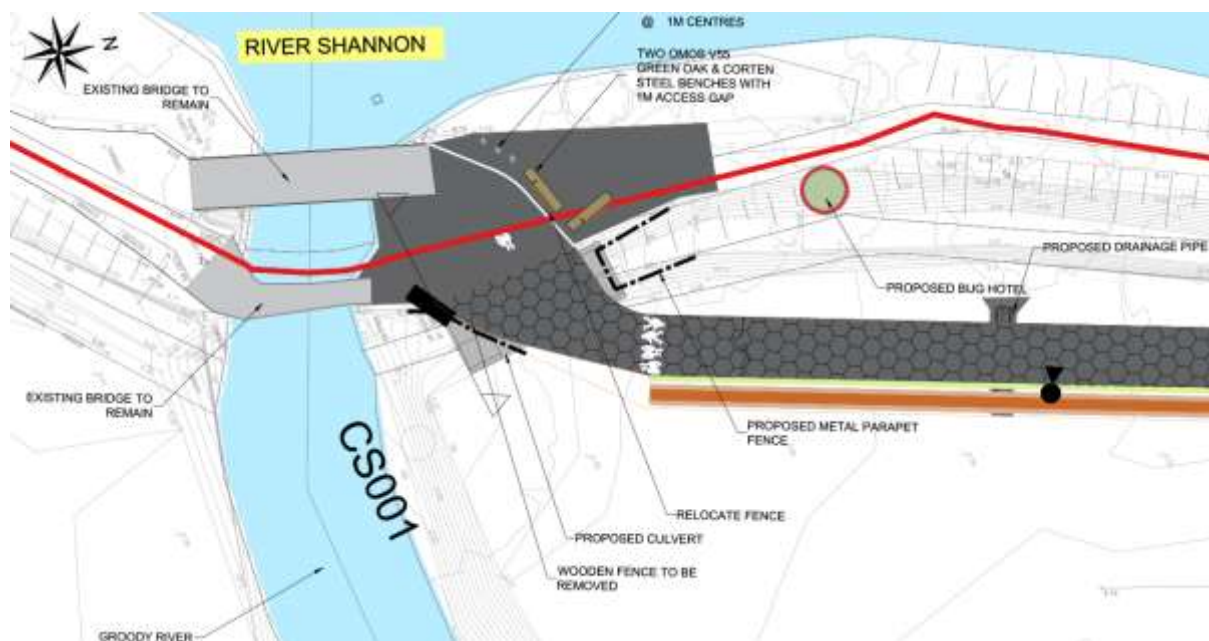 @ 1M CENTRES
RIVER SHANNON
N
TWO OMOS V55
GREEN OAK & CORTEN
STEEL BENCHES WITH
1M ACCESS GAP
EXISTING BRIDGE TO
REMAIN
PROPOSED DRAINAGE PIPE
PROPOSED BUG HOTEL
EXISTING BRIDGE TO
REMAIN
PROPOSED METAL PARAPET
FENCE
CS001
RELOCATE FENCE
PROPOSED CULVERT
WOODEN FENCE TO BE
REMOVED
GROODY RIVER